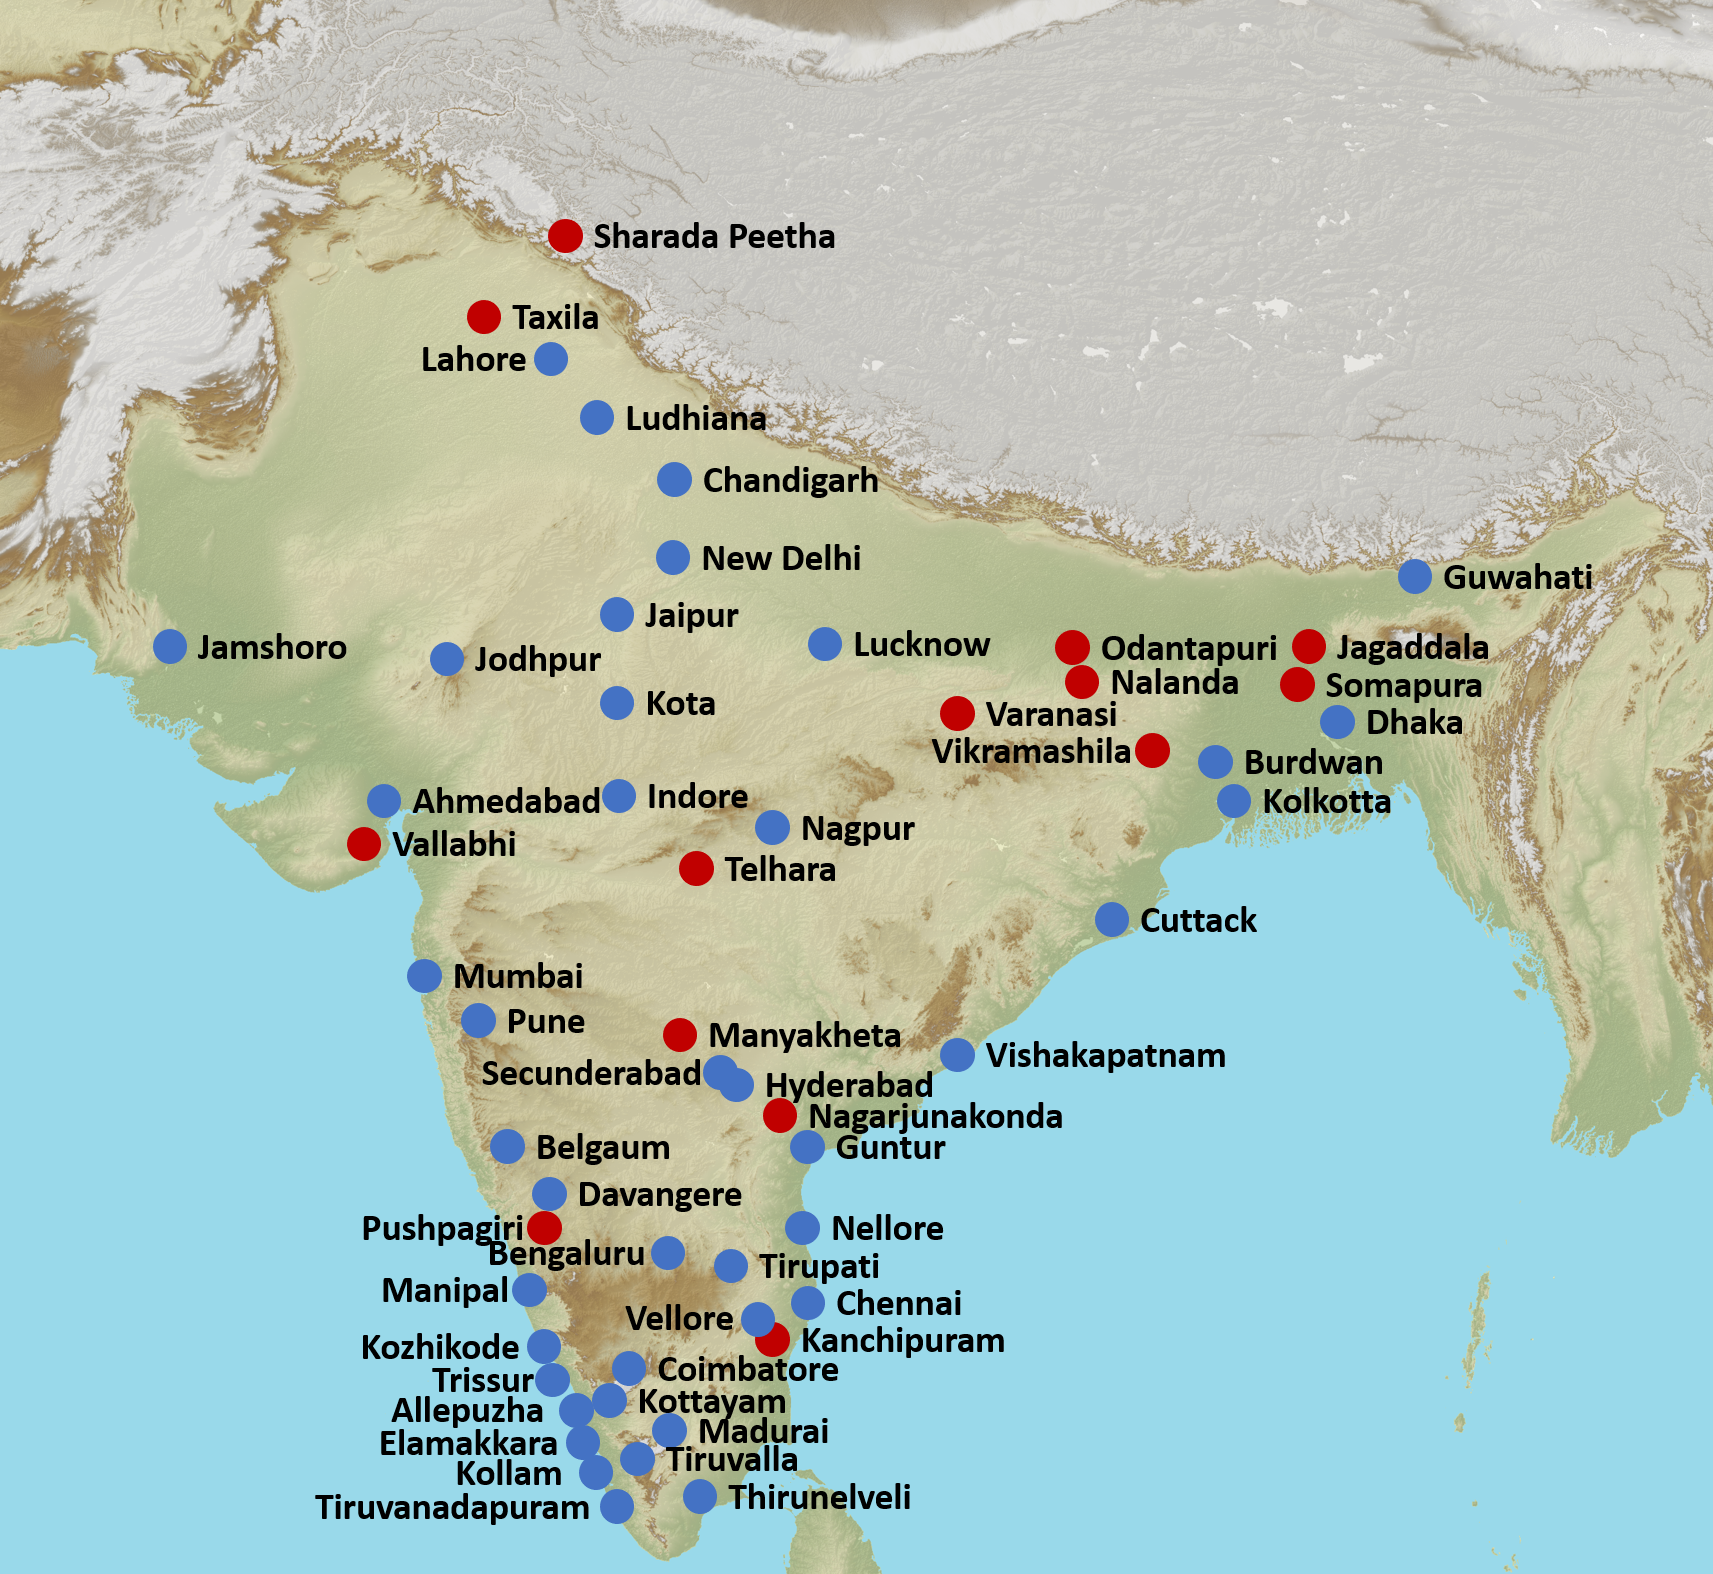 Sharada Peetha
Taxila
Lahore
Ludhiana
Chandigarh
New Delhi
Guwahati
Jaipur
Jamshoro
Jodhpur
Lucknow
Odantapuri
Jagaddala
Nalanda
Somapura
Kota
Varanasi
Dhaka
Vikramashila
Burdwan
Ahmedabad
Indore
Kolkotta
Nagpur
Vallabhi
Telhara
Cuttack
Mumbai
Pune
Manyakheta
Vishakapatnam
Secunderabad
Hyderabad
Nagarjunakonda
Belgaum
Guntur
Davangere
Pushpagiri
Nellore
Bengaluru
Tirupati
Manipal
Chennai
Vellore
Kanchipuram
Kozhikode
Coimbatore
Trissur
Kottayam
Allepuzha
Madurai
Elamakkara
Tiruvalla
Kollam
Thirunelveli
Tiruvanadapuram